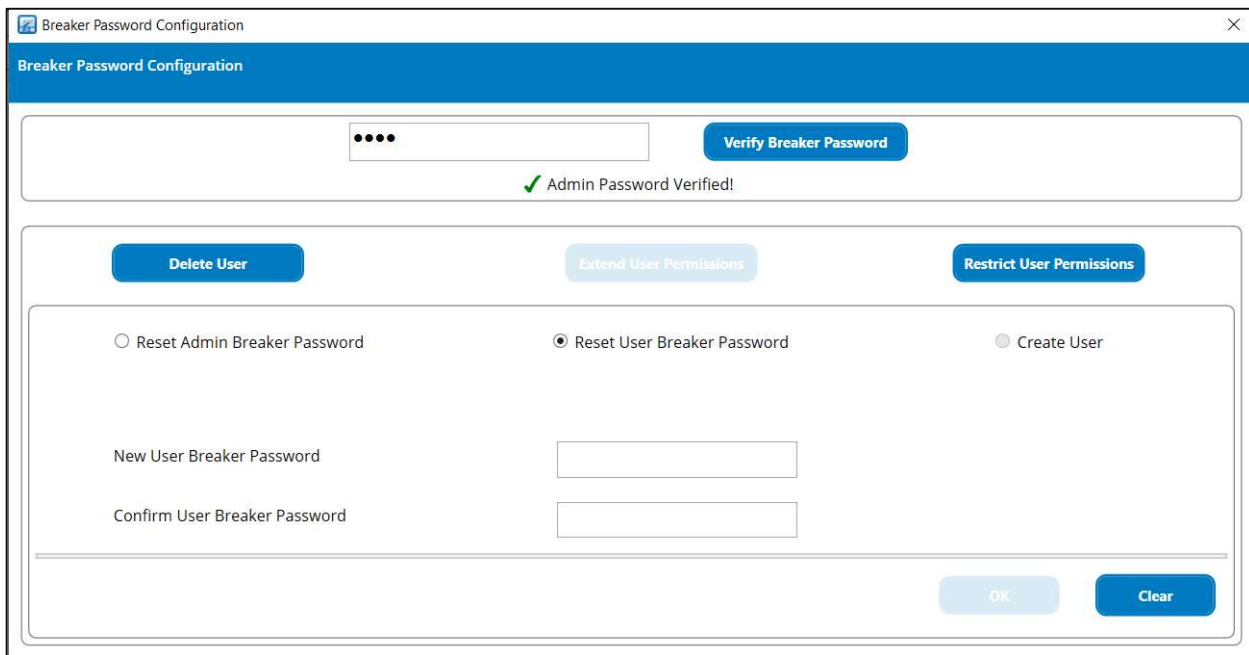 Breaker Password Configuration
Breaker Password Configuration
••••
Verify Breaker Password
Admin Password Verified!
Delete User
Extend User Permissions
Restrict User Permissions
Reset Admin Breaker Password
Reset User Breaker Password
Create User
New User Breaker Password
Confirm User Breaker Password
OK
Clear